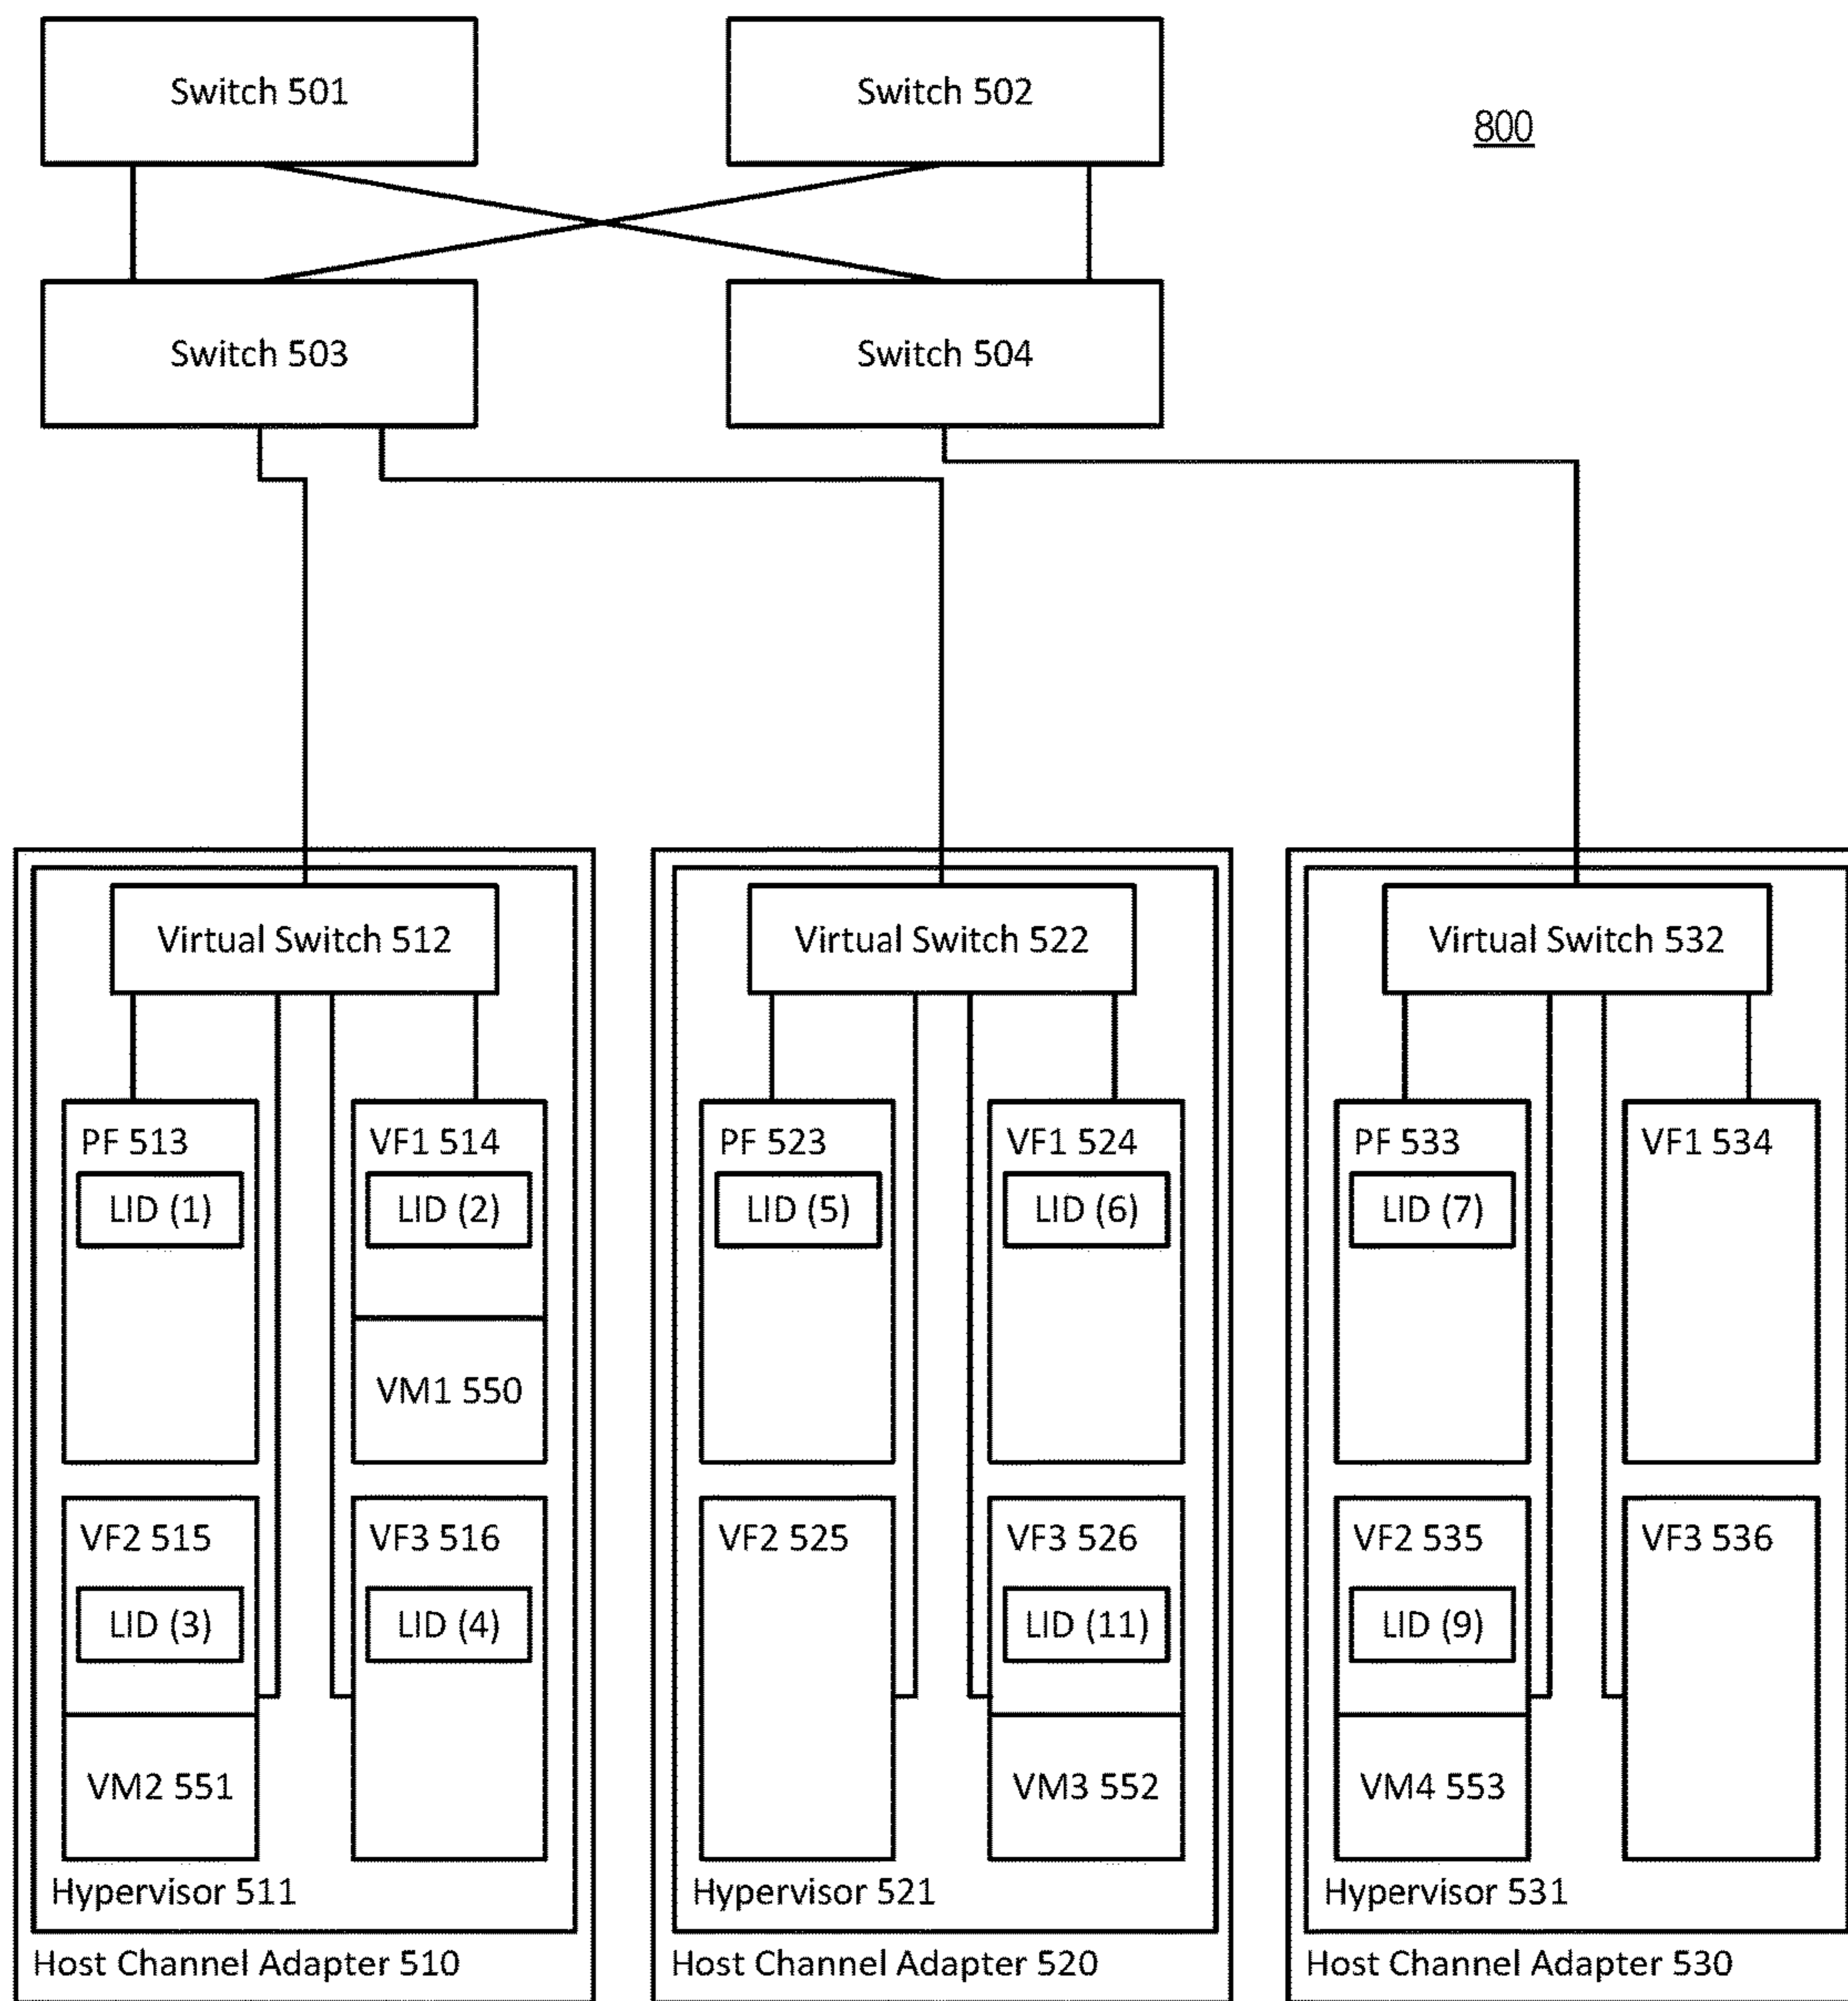 Switch 501
Switch 502
800
Switch 503
Switch 504
Virtual Switch 512
Virtual Switch 522
Virtual Switch 532
PF 513
LID (1)
VF1 514
LID (2)
VM1 550
PF 523
LID (5)
VF1 524
LID (6)
PF 533
LID (7)
VF1 534
VF2 515
LID (3)
VM2 551
VF3 516
LID (4)
VF2 525
VF3 526
LID (11)
VM3 552
VF2 535
LID (9)
VM4 553
VF3 536
Hypervisor 511
Hypervisor 521
Hypervisor 531
Host Channel Adapter 510
Host Channel Adapter 520
Host Channel Adapter 530